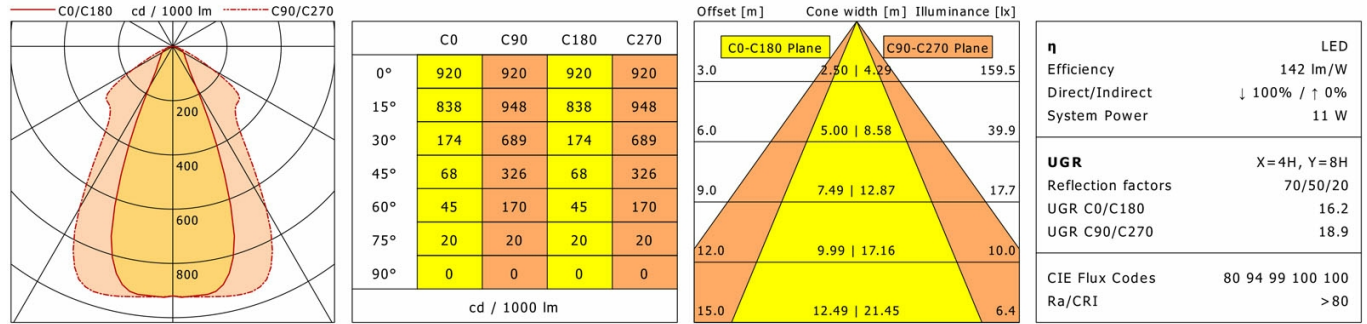 C0/C180 cd / 1000 lm C90/C270
200
400
600
800
C0 C90 C180 C270
0° 920 920 920 920
15° 838 948 838 948
30° 174 689 174 689
45° 68 326 68 326
60° 45 170 45 170
75° 20 20 20 20
90° 0 0 0 0
cd / 1000 lm
Offset [m] Cone width [m] Illuminance [lx]
C0-C180 Plane C90-C270 Plane
3.0 2.50 | 4.29 159.5
6.0 5.00 | 8.58 39.9
9.0 7.49 | 12.87 17.7
12.0 9.99 | 17.16 10.0
15.0 12.49 | 21.45 6.4
η LED
Efficiency 142 lm/W
Direct/Indirect ↓ 100% / ↑ 0%
System Power 11 W
UGR X=4H, Y=8H
Reflection factors 70/50/20
UGR C0/C180 16.2
UGR C90/C270 18.9
CIE Flux Codes 80 94 99 100 100
Ra/CRI >80